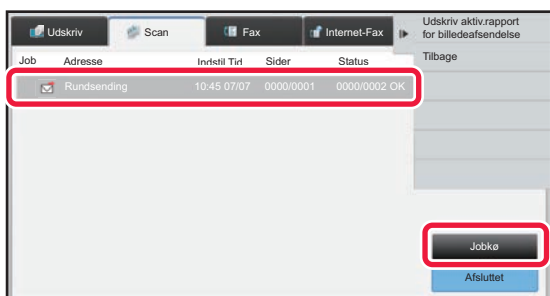 Udskriv
Scan
Fax
Internet-Fax
Udskriv aktiv.rapport
for billedeafsendelse
Tilbage
Job Adresse Indstil Tid Sider Status
Rundsending 10:45 07/07 0000/0001 0000/0002 OK
Jobkø
Afsluttet